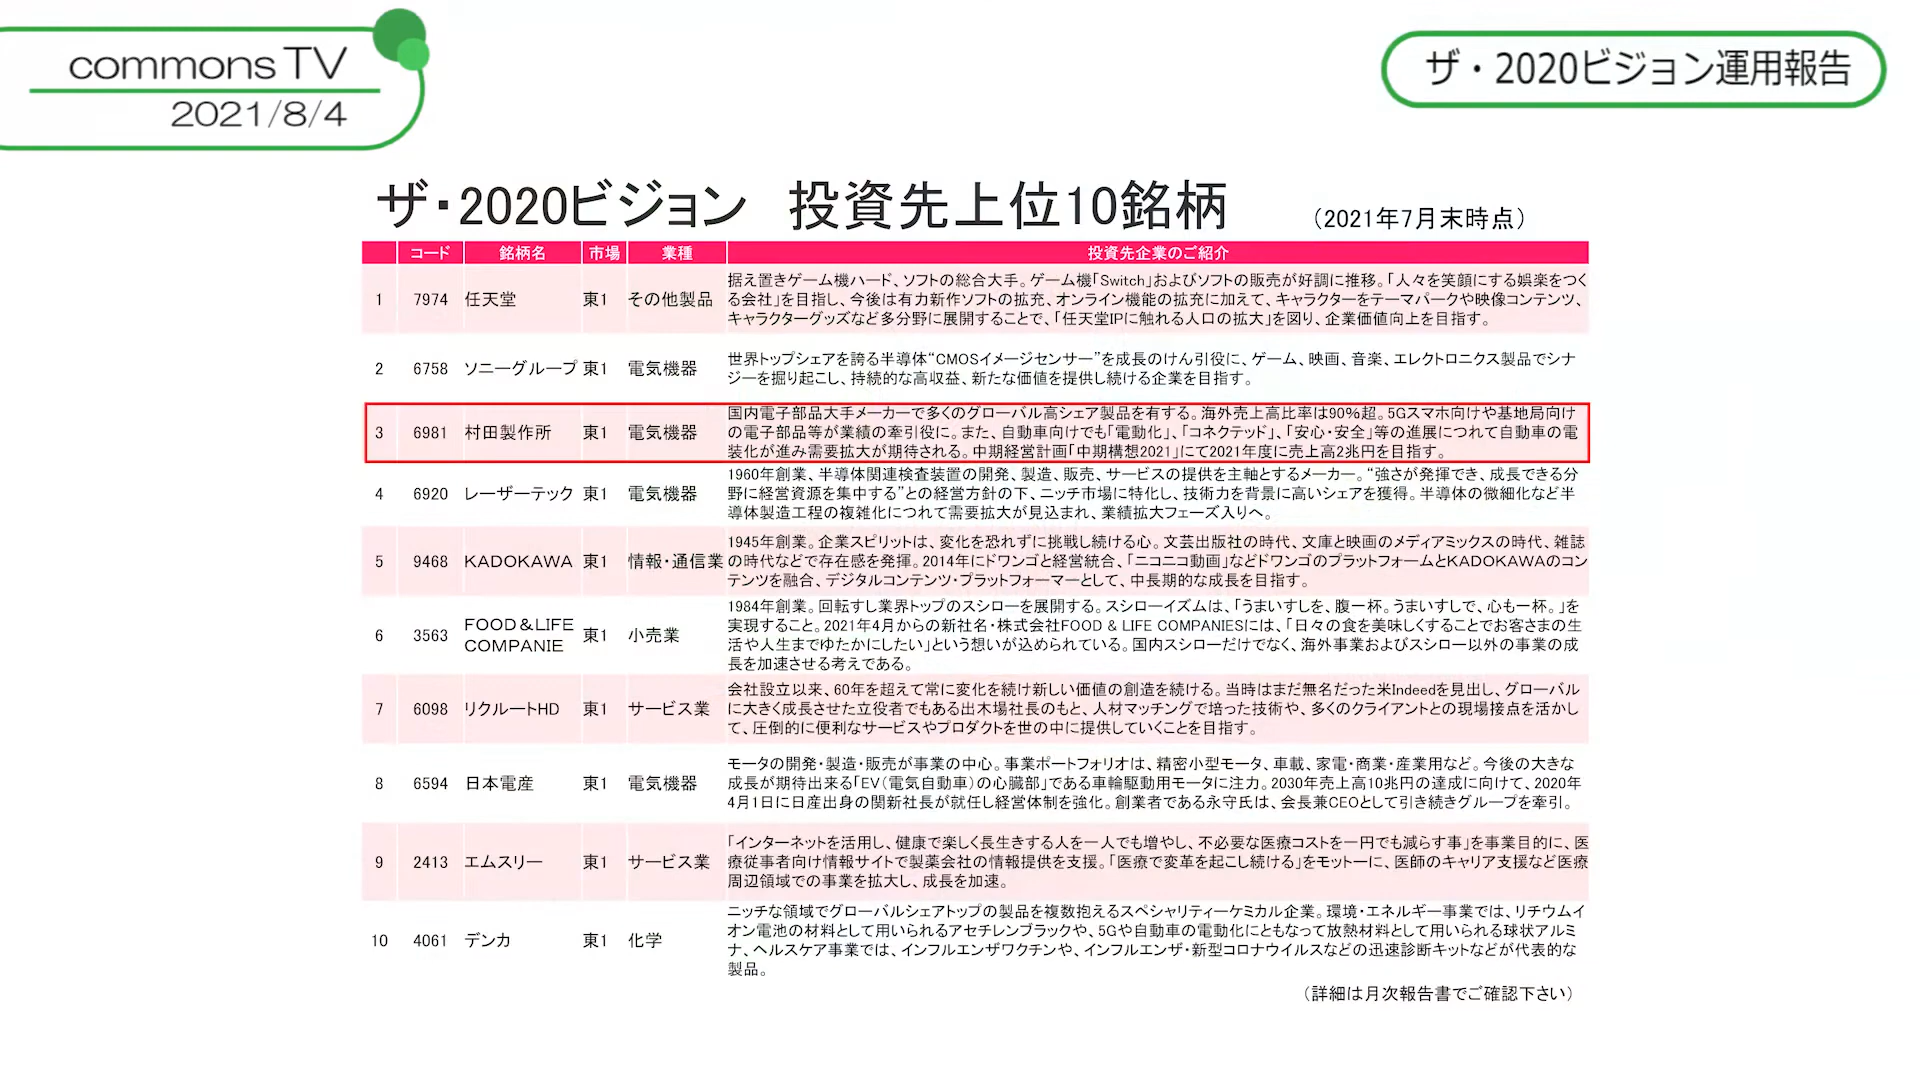 commons TV
2021/8/4
ザ・2020ビジョン運用報告
ザ・2020ビジョン　投資先上位10銘柄　（2021年7月末時点）
コード 銘柄名 市場 業種 投資先企業のご紹介
1 7974 任天堂 東1 その他製品
据え置きゲーム機ハード、ソフトの総合大手。ゲーム機「Switch」およびソフトの販売が好調に推移。「人々を笑顔にする娯楽をつく
る会社」を目指し、今後は有力新作ソフトの拡充、オンライン機能の拡充に加えて、キャラクターをテーマパークや映像コンテンツ、
キャラクターグッズなど多分野に展開することで、「任天堂IPに触れる人口の拡大」を図り、企業価値向上を目指す。
2 6758 ソニーグループ 東1 電気機器
世界トップシェアを誇る半導体“CMOSイメージセンサー”を成長のけん引役に、ゲーム、映画、音楽、エレクトロニクス製品でシナ
ジーを掘り起こし、持続的な高収益、新たな価値を提供し続ける企業を目指す。
3 6981 村田製作所 東1 電気機器
国内電子部品大手メーカーで多くのグローバル高シェア製品を有する。海外売上高比率は90％超。5Gスマホ向けや基地局向け
の電子部品等が業績の牽引役に。また、自動車向けでも「電動化」、「コネクテッド」、「安心・安全」等の進展につれて自動車の電
装化が進み需要拡大が期待される。中期経営計画「中期構想2021」にて2021年度に売上高2兆円を目指す。
4 6920 レーザーテック 東1 電気機器
1960年創業、半導体関連検査装置の開発、製造、販売、サービスの提供を主軸とするメーカー。“強さが発揮でき、成長できる分
野に経営資源を集中する”との経営方針の下、ニッチ市場に特化し、技術力を背景に高いシェアを獲得。半導体の微細化など半
導体製造工程の複雑化につれて需要拡大が見込まれ、業績拡大フェーズ入りへ。
5 9468 KADOKAWA 東1 情報・通信業
1945年創業。企業スピリットは、変化を恐れずに挑戦し続ける心。文芸出版社の時代、文庫と映画のメディアミックスの時代、雑誌
の時代などで存在感を発揮。2014年にドワンゴと経営統合、「ニコニコ動画」などドワンゴのプラットフォームとKADOKAWAのコン
テンツを融合、デジタルコンテンツ・プラットフォーマーとして、中長期的な成長を目指す。
6 3563 FOOD＆LIFE
COMPANIE 東1 小売業
1984年創業。回転すし業界トップのスシローを展開する。スシローイズムは、「うまいすしを、腹一杯。うまいすしで、心も一杯。」を
実現すること。2021年4月からの新社名・株式会社FOOD & LIFE COMPANIESには、「日々の食を美味しくすることでお客さまの生
活や人生までゆたかにしたい」という想いが込められている。国内スシローだけでなく、海外事業およびスシロー以外の事業の成
長を加速させる考えである。
7 6098 リクルートHD 東1 サービス業
会社設立以来、60年を超えて常に変化を続け新しい価値の創造を続ける。当時はまだ無名だった米Indeedを見出し、グローバル
に大きく成長させた立役者でもある出木場社長のもと、人材マッチングで培った技術や、多くのクライアントとの現場接点を活かし
て、圧倒的に便利なサービスやプロダクトを世の中に提供していくことを目指す。
8 6594 日本電産 東1 電気機器
モータの開発・製造・販売が事業の中心。事業ポートフォリオは、精密小型モータ、車載、家電・商業・産業用など。今後の大きな
成長が期待出来る「EV（電気自動車）の心臓部」である車輪駆動用モータに注力。2030年売上高10兆円の達成に向けて、2020年
4月1日に日産出身の関新社長が就任し経営体制を強化。創業者である永守氏は、会長兼CEOとして引き続きグループを牽引。
9 2413 エムスリー 東1 サービス業
「インターネットを活用し、健康で楽しく長生きする人を一人でも増やし、不必要な医療コストを一円でも減らす事」を事業目的に、医
療従事者向け情報サイトで製薬会社の情報提供を支援。「医療で変革を起こし続ける」をモットーに、医師のキャリア支援など医療
周辺領域での事業を拡大し、成長を加速。
10 4061 デンカ 東1 化学
ニッチな領域でグローバルシェアトップの製品を複数抱えるスペシャリティーケミカル企業。環境・エネルギー事業では、リチウムイ
オン電池の材料として用いられるアセチレンブラックや、5Gや自動車の電動化にともなって放熱材料として用いられる球状アルミ
ナ、ヘルスケア事業では、インフルエンザワクチンや、インフルエンザ・新型コロナウイルスなどの迅速診断キットなどが代表的な
製品。
（詳細は月次報告書でご確認下さい）